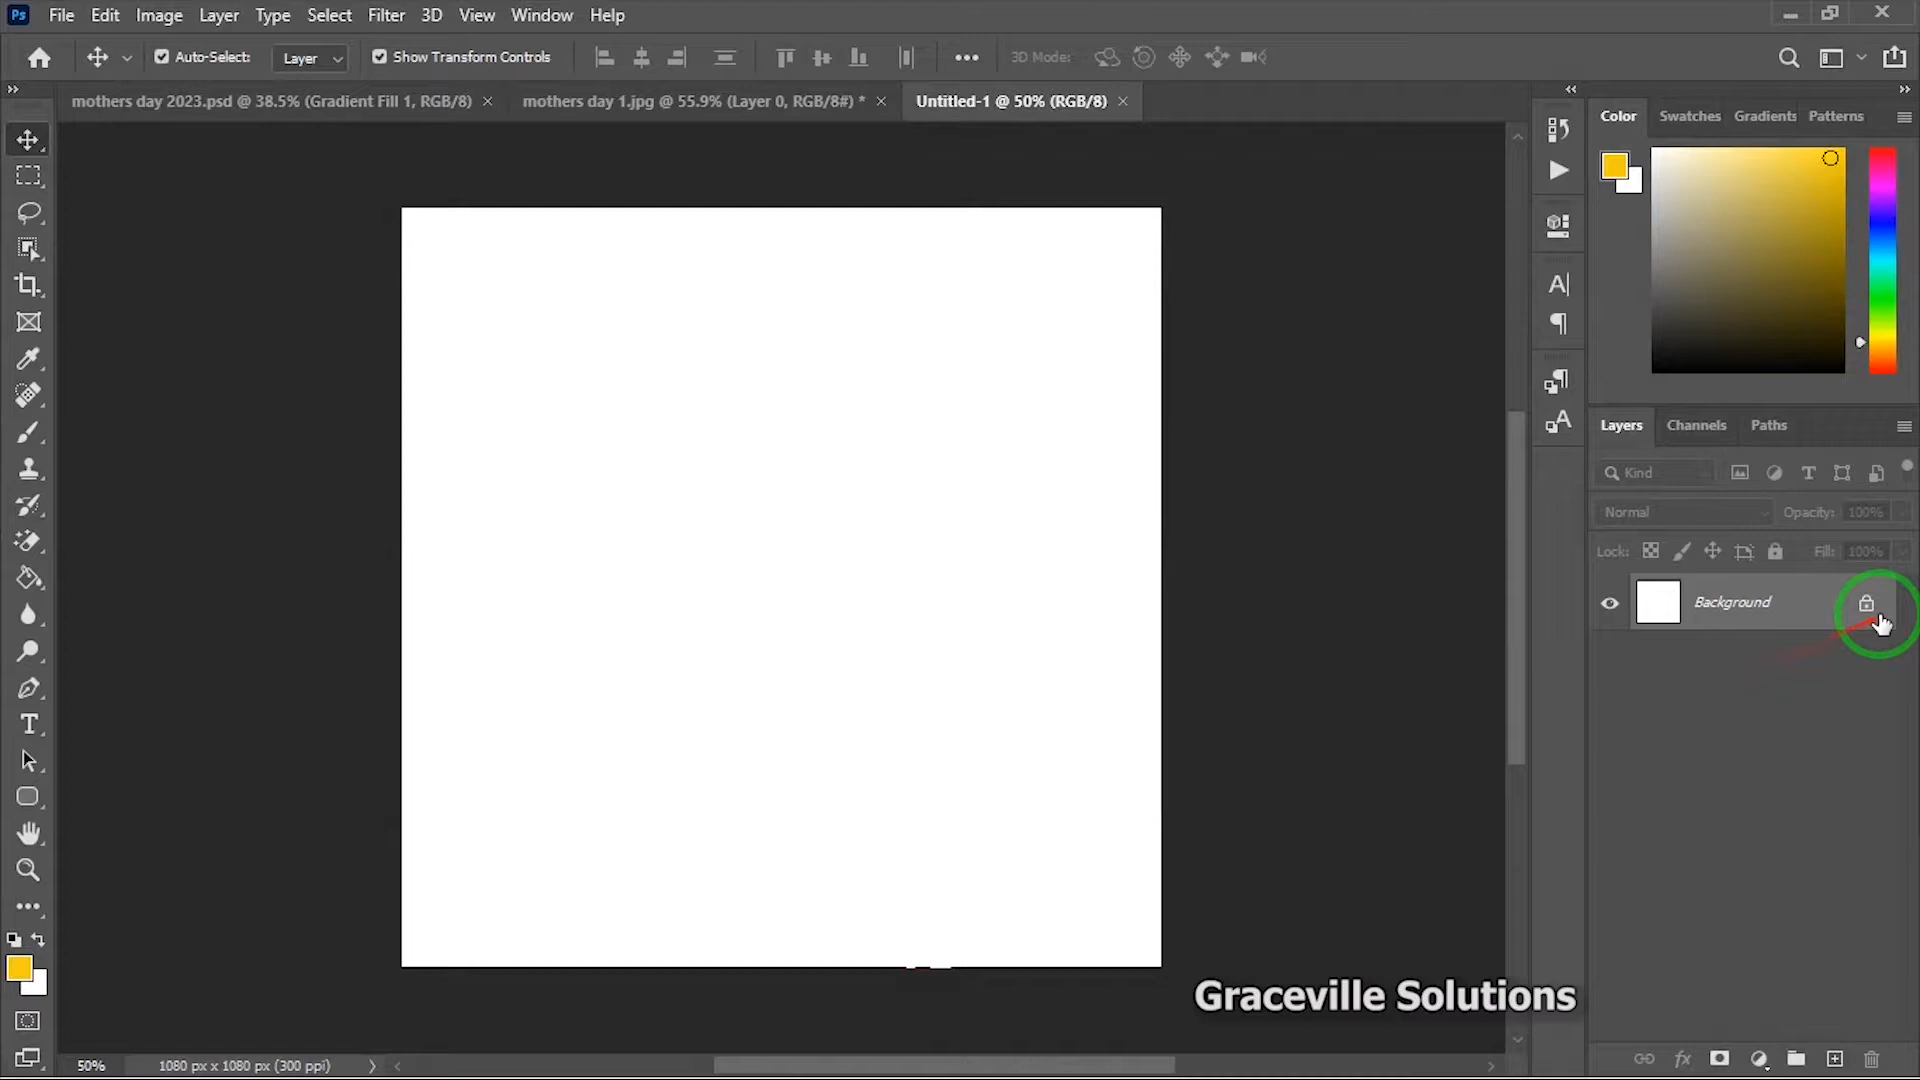 Ps File Edit Image Layer Type Select Filter 3D View Window Help
Auto-Select: Layer Show Transform Controls 3D Mode:
mothers day 2023.psd @ 38.5% (Gradient Fill 1, RGB/8) mothers day 1.jpg @ 55.9% (Layer 0, RGB/8#) * Untitled-1 @ 50% (RGB/8)
Color Swatches Gradients Patterns
Layers Channels Paths
Kind
Normal Opacity: 100%
Lock: Fill: 100%
Background
Graceville Solutions
50% 1080 px x 1080 px (300 ppi)
fx